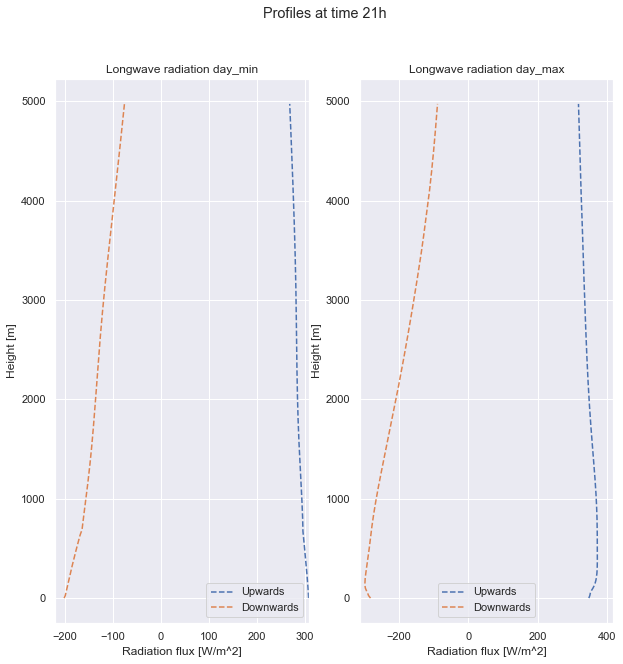 Profiles at time 21h
Longwave radiation day_min
Longwave radiation day_max
5000
4000
3000
2000
1000
0
Height [m]
−200
−100
0
100
200
300
Radiation flux [W/m^2]
Upwards
Downwards
5000
4000
3000
2000
1000
0
Height [m]
−200
0
200
400
Radiation flux [W/m^2]
Upwards
Downwards